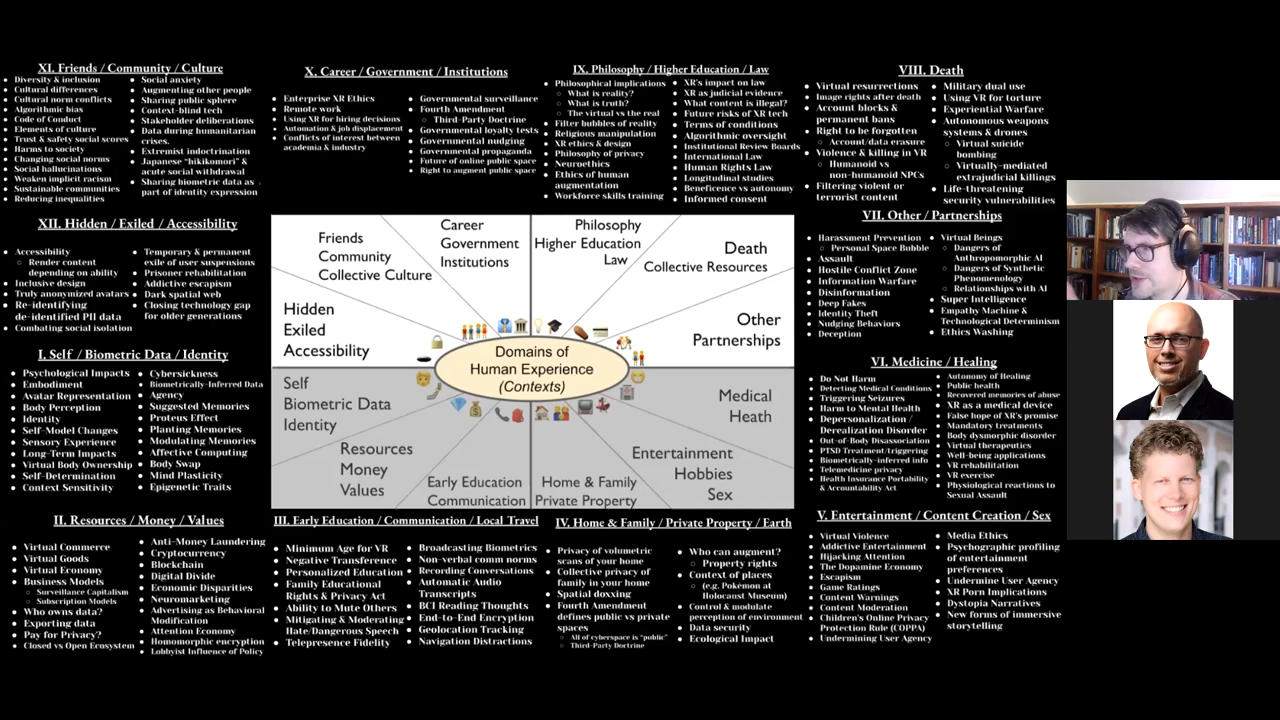 XI. Friends / Community / Culture
Diversity & inclusion
Cultural differences
Cultural norm conflicts
Algorithmic bias
Code of Conduct
Elements of culture
Trust & safety social scores
Harms to society
Changing social norms
Social hallucinations
Weaken implicit racism
Sustainable communities
Reducing inequalities
Social anxiety
Augmenting other people
Sharing public sphere
Context-blind tech
Stakeholder deliberations
Data during humanitarian
crises.
Extremist indoctrination
Japanese “hikikomori” &
acute social withdrawal
Sharing biometric data as
part of identity expression
X. Career / Government / Institutions
Enterprise XR Ethics
Remote work
Using XR for hiring decisions
Automation & job displacement
Conflicts of interest between
academia & industry
Governmental surveillance
Fourth Amendment
Third-Party Doctrine
Governmental loyalty tests
Governmental nudging
Governmental propaganda
Future of online public space
Right to augment public space
IX. Philosophy / Higher Education / Law
Philosophical implications
What is reality?
What is truth?
The virtual vs the real
Filter bubbles of reality
Religious manipulation
XR ethics & design
Philosophy of privacy
Neuroethics
Ethics of human
augmentation
Workforce skills training
XR's impact on law
XR as judicial evidence
What content is illegal?
Future risks of XR tech
Terms of conditions
Algorithmic oversight
Institutional Review Boards
International Law
Human Rights Law
Longitudinal studies
Beneficence vs autonomy
Informed consent
VIII. Death
Virtual resurrections
Image rights after death
Account blocks &
permanent bans
Right to be forgotten
Account/data erasure
Violence & killing in VR
Humanoid vs
non-humanoid NPCs
Filtering violent or
terrorist content
Military dual use
Using VR for torture
Experiential Warfare
Autonomous weapons
systems & drones
Virtual suicide
bombing
Virtually-mediated
extrajudicial killings
Life-threatening
security vulnerabilities
XII. Hidden / Exiled / Accessibility
Accessibility
Render content
depending on ability
Inclusive design
Truly anonymized avatars
Re-identifying
de-identified PII data
Combating social isolation
Temporary & permanent
exile of user suspensions
Prisoner rehabilitation
Addictive escapism
Dark spatial web
Closing technology gap
for older generations
Friends
Community
Collective Culture
Career
Government
Institutions
Philosophy
Higher Education
Law
Death
Collective Resources
Hidden
Exiled
Accessibility
Other
Partnerships
Domains of
Human Experience
(Contexts)
Self
Biometric Data
Identity
Medical
Heath
Resources
Money
Values
Early Education
Communication
Home & Family
Private Property
Entertainment
Hobbies
Sex
VII. Other / Partnerships
Harassment Prevention
Personal Space Bubble
Assault
Hostile Conflict Zone
Information Warfare
Disinformation
Deep Fakes
Identity Theft
Nudging Behaviors
Deception
Virtual Beings
Dangers of
Anthropomorphic AI
Dangers of Synthetic
Phenomenology
Relationships with AI
Super Intelligence
Empathy Machine &
Technological Determinism
Ethics Washing
I. Self / Biometric Data / Identity
Psychological Impacts
Embodiment
Avatar Representation
Body Perception
Identity
Self-Model Changes
Sensory Experience
Long-Term Impacts
Virtual Body Ownership
Self-Determination
Context Sensitivity
Cybersickness
Biometrically-Inferred Data
Agency
Suggested Memories
Proteus Effect
Planting Memories
Modulating Memories
Affective Computing
Body Swap
Mind Plasticity
Epigenetic Traits
VI. Medicine / Healing
Do Not Harm
Detecting Medical Conditions
Triggering Seizures
Harm to Mental Health
Depersonalization /
Derealization Disorder
Out-of-Body Disassociation
PTSD Treatment/triggering
Biometrically-inferred info
Telemedicine privacy
Health Insurance Portability
& Accountability Act
Autonomy of Healing
Public health
Recovered memories of abuse
XR as a medical device
False hope of XR's promise
Mandatory treatments
Body dysmorphic disorder
Virtual therapeutics
Well-being applications
VR rehabilitation
VR exercise
Physiological reactions to
Sexual Assault
II. Resources / Money / Values
Virtual Commerce
Virtual Goods
Virtual Economy
Business Models
Surveillance Capitalism
Subscription Models
Who owns data?
Exporting data
Pay for Privacy?
Closed vs Open Ecosystem
Anti-Money Laundering
Cryptocurrency
Blockchain
Digital Divide
Economic Disparities
Neuromarketing
Advertising as Behavioral
Modification
Attention Economy
Homomorphic encryption
Lobbyist Influence of Policy
III. Early Education / Communication / Local Travel
Minimum Age for VR
Negative Transference
Personalized Education
Family Educational
Rights & Privacy Act
Ability to Mute Others
Mitigating & Moderating
Hate/Dangerous Speech
Telepresence Fidelity
Broadcasting Biometrics
Non-verbal comm norms
Recording Conversations
Automatic Audio
Transcripts
BCI Reading Thoughts
End-to-End Encryption
Geolocation Tracking
Navigation Distractions
IV. Home & Family / Private Property / Earth
Privacy of volumetric
scans of your home
Collective privacy of
family in your home
Spatial doxxing
Fourth Amendment
defines public vs private
spaces
All of cyberspace is “public”
Third-Party Doctrine
Who can augment?
Property rights
Context of places
(e.g. Pokémon at
Holocaust Museum)
Control & modulate
perception of environment
Data security
Ecological Impact
V. Entertainment / Content Creation / Sex
Virtual Violence
Addictive Entertainment
Hijacking Attention
The Dopamine Economy
Escapism
Game Ratings
Content Warnings
Content Moderation
Children's Online Privacy
Protection Rule (COPPA)
Undermining User Agency
Media Ethics
Psychographic profiling
of entertainment
preferences
Undermine User Agency
XR Porn Implications
Dystopia Narratives
New forms of immersive
storytelling